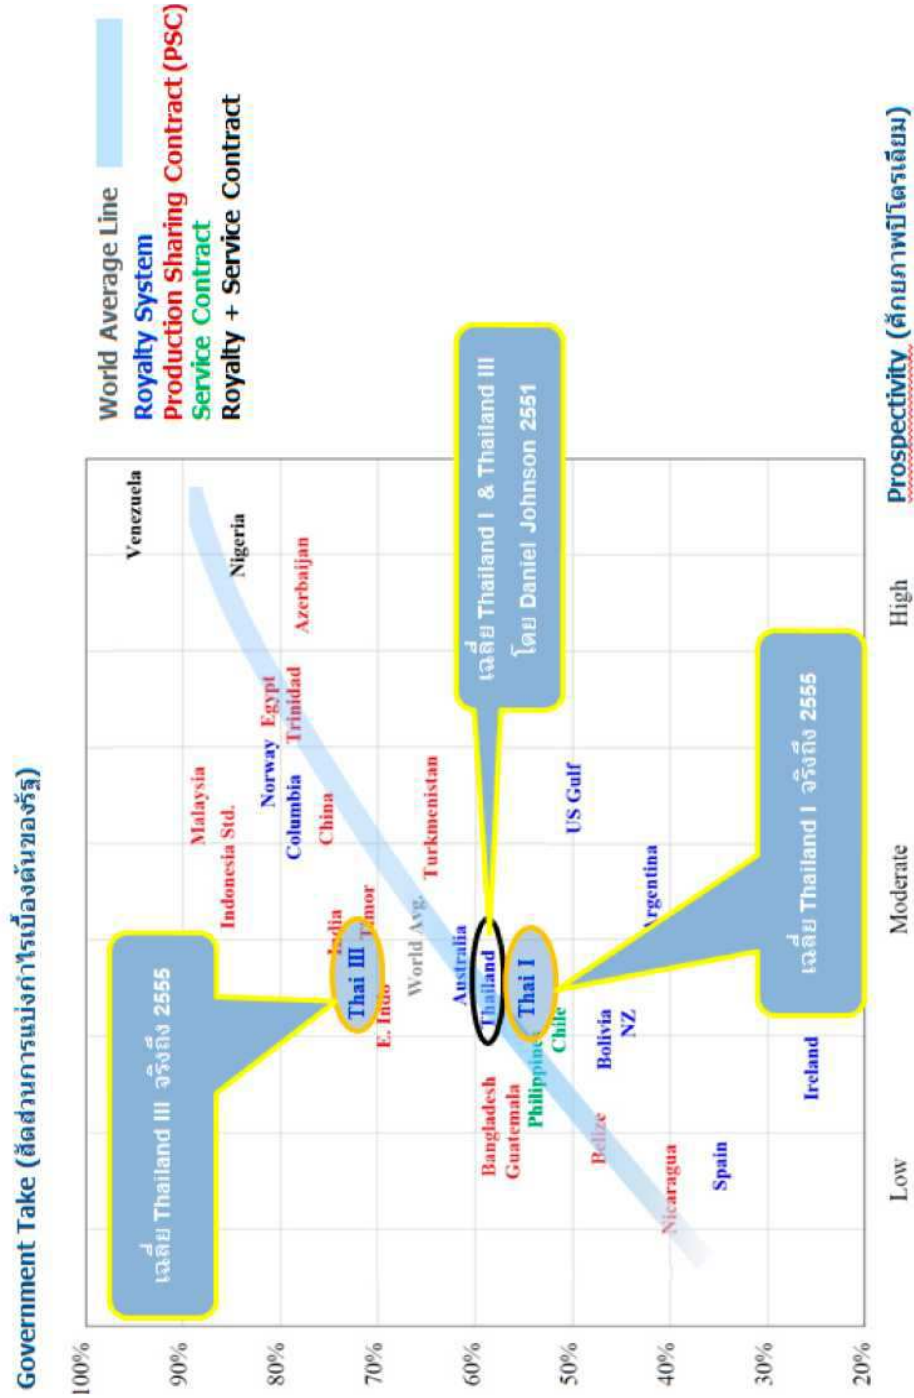 Government Take (สัดส่วนการแบ่งกำไรเบื้องต้นของรัฐ)
World Average Line
Royalty System
Production Sharing Contract (PSC)
Service Contract
Royalty + Service Contract
100%
90%
80%
70%
60%
50%
40%
30%
20%
เฉลี่ย Thailand III จริงถึง 2555
Venezuela
Nigeria
Azerbaijan
Malaysia
Indonesia Std.
Norway
Egypt
Trinidad
Columbia
China
India
Timor
Thai III
E. Indo
Turkmenistan
World Avg.
Australia
Thailand
เฉลี่ย Thailand I & Thailand III
โดย Daniel Johnson 2551
Bangladesh
Guatemala
Philippines
Thai I
Chile
US Gulf
Belize
Bolivia
NZ
Argentina
Nicaragua
Spain
Ireland
เฉลี่ย Thailand I จริงถึง 2555
Low
Moderate
High
Prospectivity (ศักยภาพปิโตรเลียม)